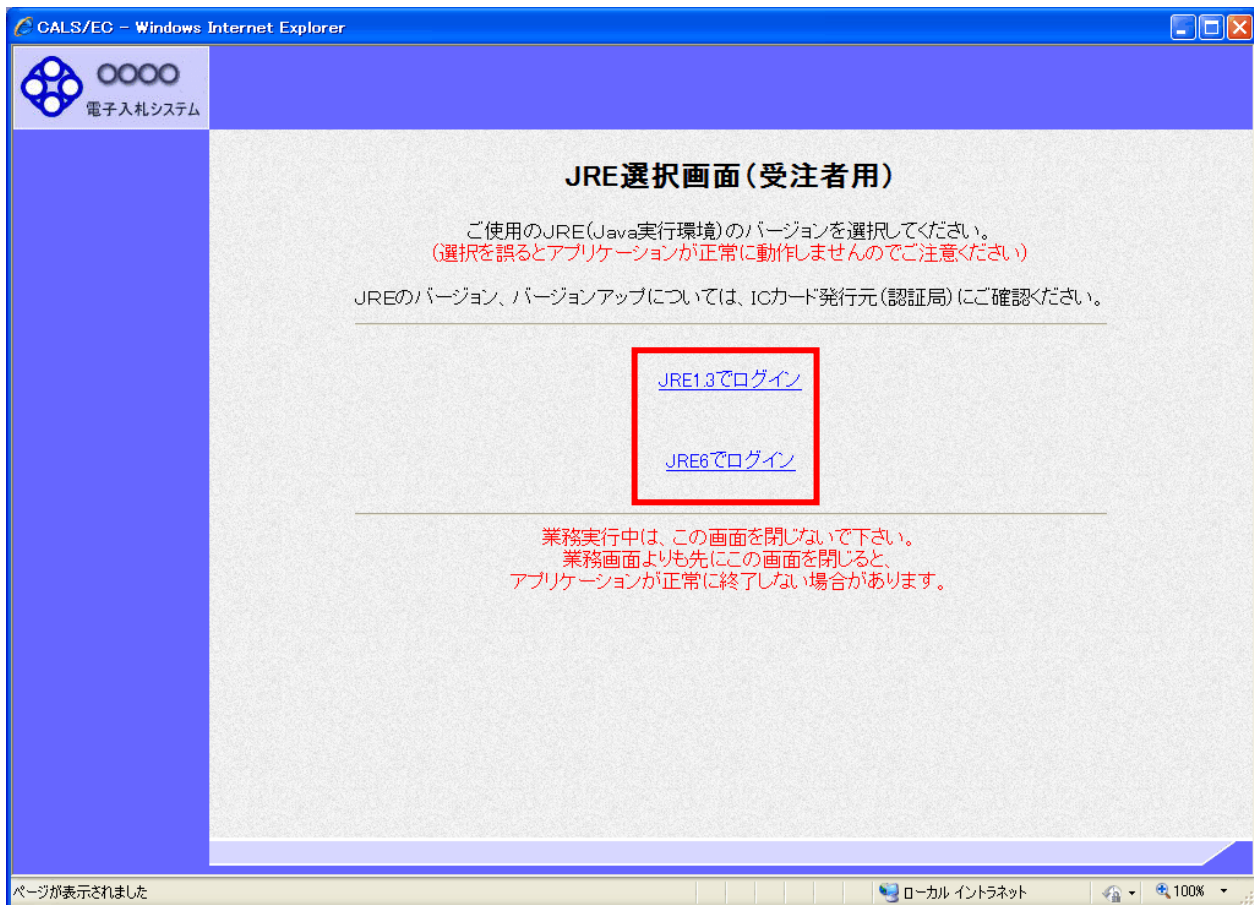 CALS/EC - Windows Internet Explorer
○○○○
電子入札システム
JRE選択画面(受注者用)
ご使用のJRE(Java実行環境)のバージョンを選択してください。
(選択を誤るとアプリケーションが正常に動作しませんのでご注意ください)
JREのバージョン、バージョンアップについては、ICカード発行元(認証局)にご確認ください。
JRE1.3でログイン
JRE6でログイン
業務実行中は、この画面を閉じないで下さい。
業務画面よりも先にこの画面を閉じると、
アプリケーションが正常に終了しない場合があります。
ページが表示されました ローカル イントラネット 100%